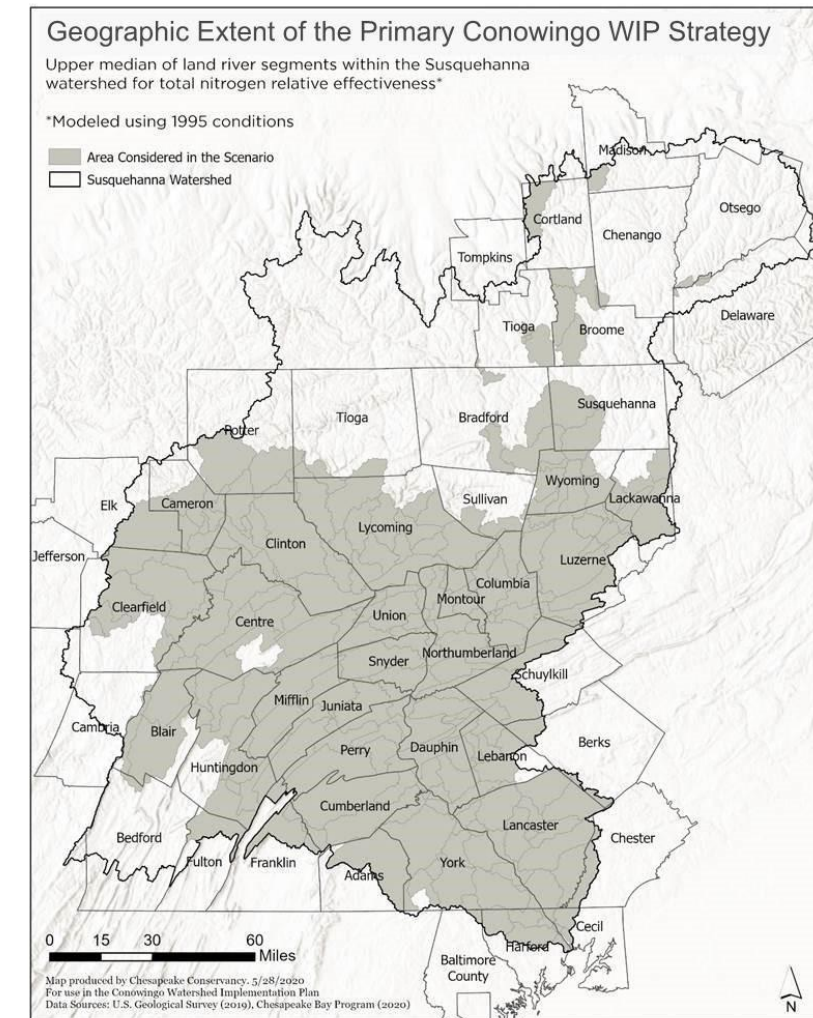 Geographic Extent of the Primary Conowingo WIP Strategy
Upper median of land river segments within the Susquehanna
watershed for total nitrogen relative effectiveness*
*Modeled using 1995 conditions
Area Considered in the Scenario
Susquehanna Watershed
Madison
Otsego
Cortland
Chenango
Tompkins
Delaware
Tioga
Broome
Susquehanna
Tioga
Bradford
Potter
Wyoming
Sullivan
Lackawanna
Elk
Cameron
Lycoming
Clinton
Jefferson
Luzerne
Columbia
Montour
Clearfield
Union
Centre
Northumberland
Snyder
Schuylkill
Mifflin
Juniata
Cambria
Blair
Perry
Dauphin
Lebanon
Berks
Huntingdon
Cumberland
Lancaster
Bedford
Chester
Fulton
Franklin
York
Adams
Cecil
Harford
Baltimore
County
0 15 30 60
Miles
Map produced by Chesapeake Conservancy. 5/28/2020
For use in the Conowingo Watershed Implementation Plan
Data Sources: U.S. Geological Survey (2019), Chesapeake Bay Program (2020)
N